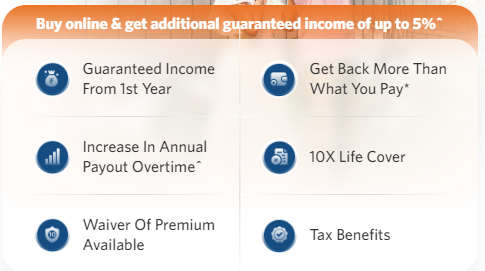 Buy online & get additional guaranteed income of up to 5%^
Guaranteed Income
From 1st Year
Get Back More Than
What You Pay*
Increase In Annual
Payout Overtime^
10X Life Cover
Waiver Of Premium
Available
Tax Benefits